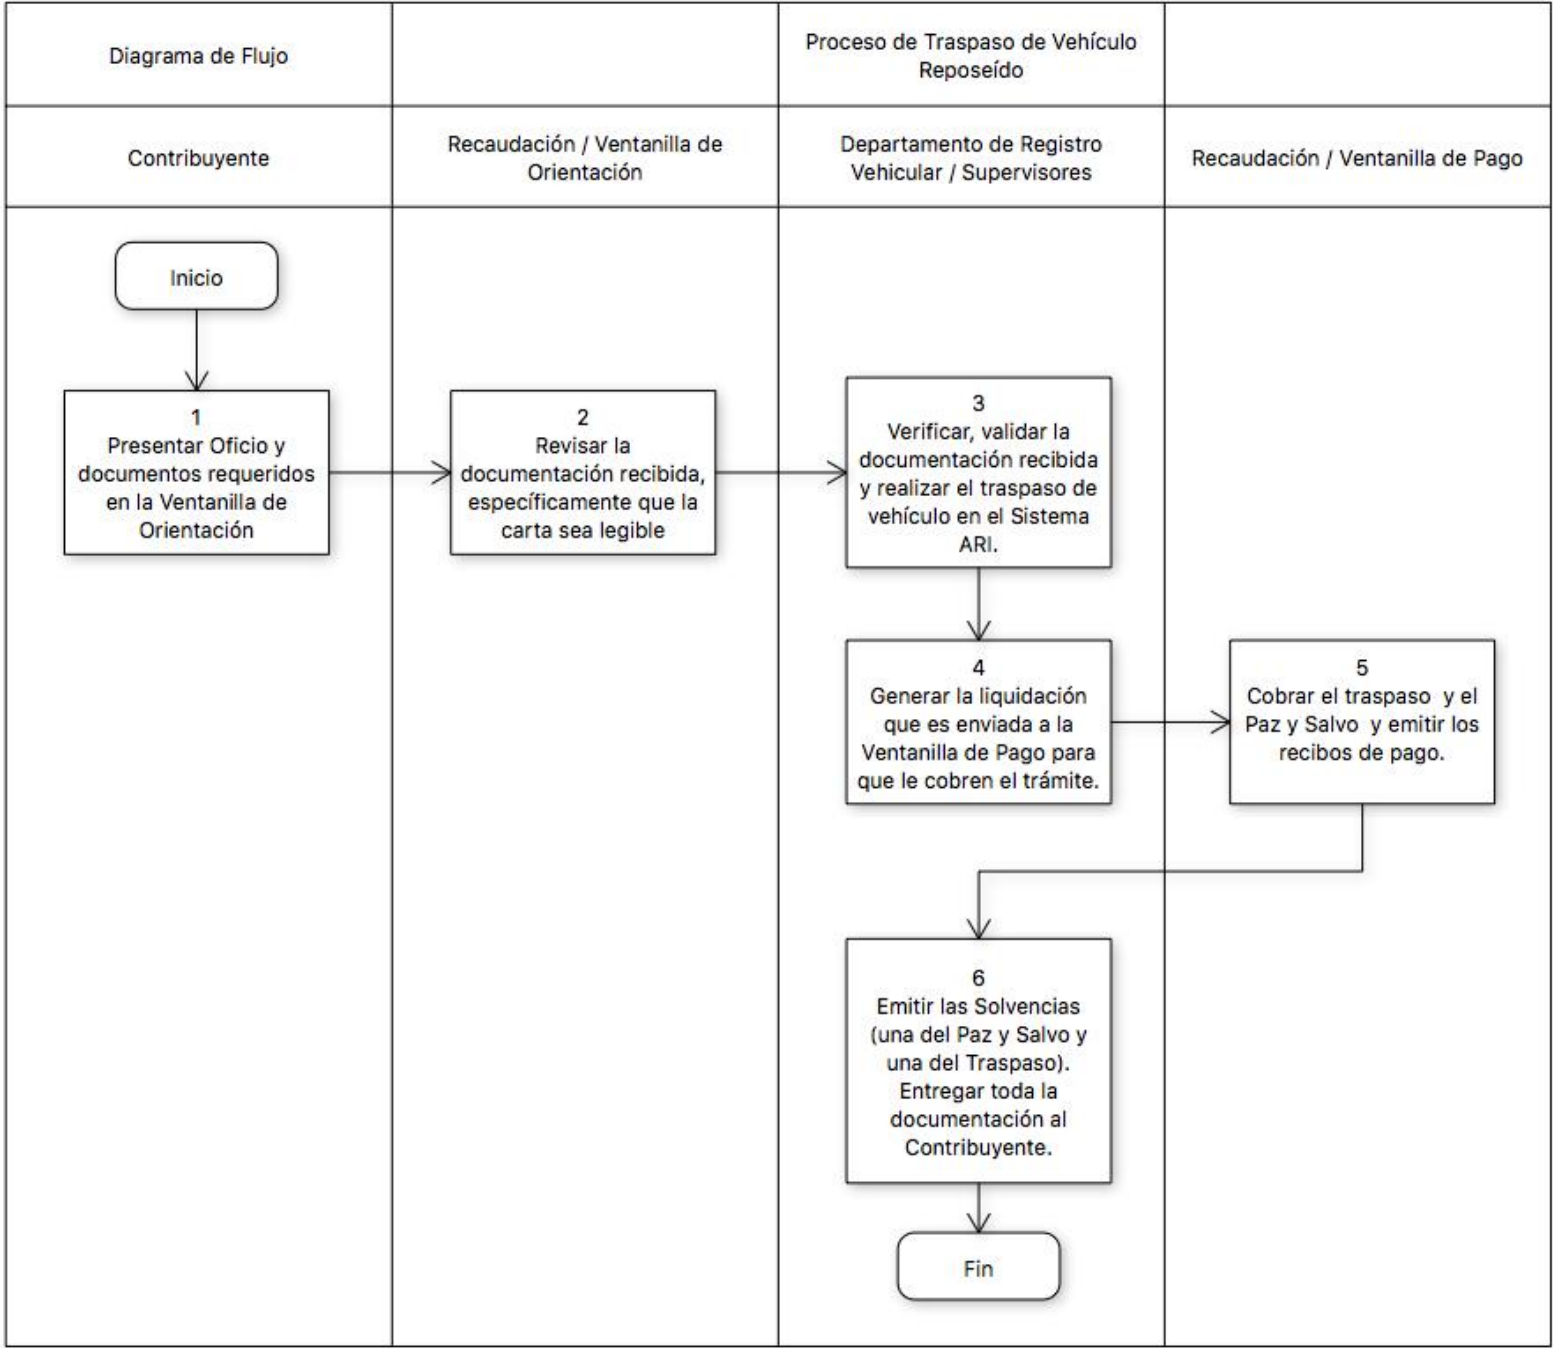 Diagrama de Flujo
Proceso de Traspaso de Vehículo
Reposeído
Contribuyente
Recaudación / Ventanilla de
Orientación
Departamento de Registro
Vehicular / Supervisores
Recaudación / Ventanilla de Pago
Inicio
1
Presentar Oficio y
documentos requeridos
en la Ventanilla de
Orientación
2
Revisar la
documentación recibida,
específicamente que la
carta sea legible
3
Verificar, validar la
documentación recibida
y realizar el traspaso de
vehículo en el Sistema
ARI.
4
Generar la liquidación
que es enviada a la
Ventanilla de Pago para
que le cobren el trámite.
5
Cobrar el traspaso y el
Paz y Salvo y emitir los
recibos de pago.
6
Emitir las Solvencias
(una del Paz y Salvo y
una del Traspaso).
Entregar toda la
documentación al
Contribuyente.
Fin